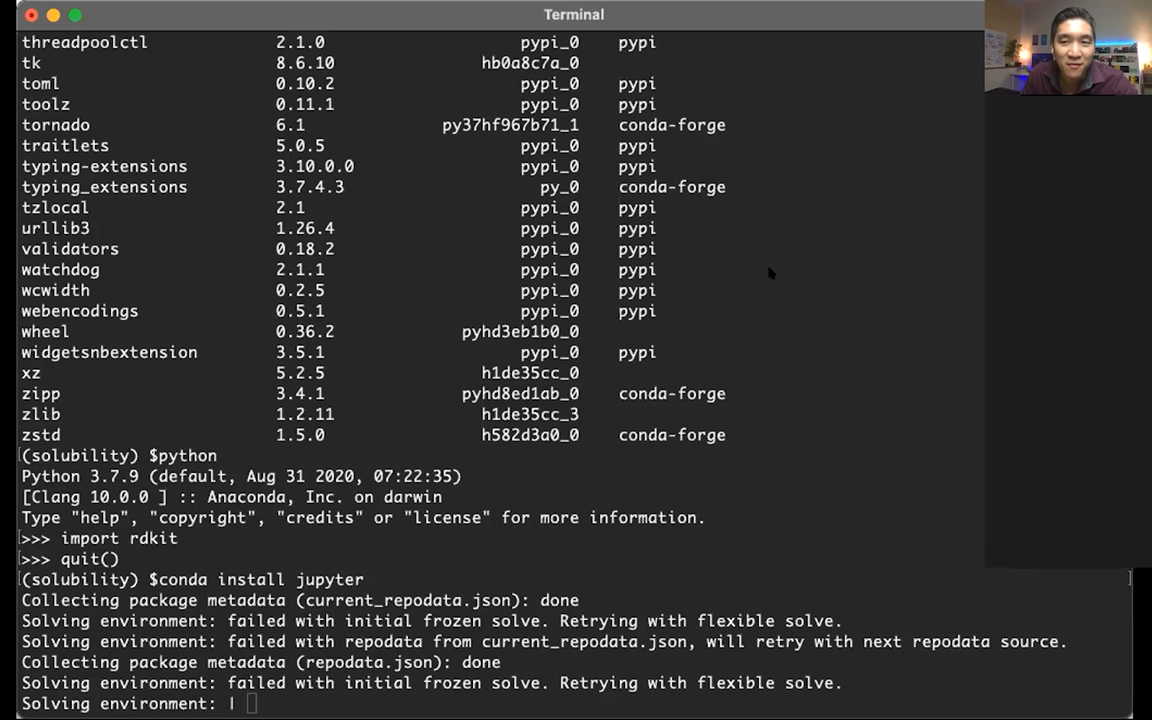 Terminal
threadpoolctl 2.1.0 pypi_0 pypi
tk 8.6.10 hb0a8c7a_0
toml 0.10.2 pypi_0 pypi
toolz 0.11.1 pypi_0 pypi
tornado 6.1 py37hf967b71_1 conda-forge
traitlets 5.0.5 pypi_0 pypi
typing-extensions 3.10.0.0 pypi_0 pypi
typing_extensions 3.7.4.3 py_0 conda-forge
tzlocal 2.1 pypi_0 pypi
urllib3 1.26.4 pypi_0 pypi
validators 0.18.2 pypi_0 pypi
watchdog 2.1.1 pypi_0 pypi
wcwidth 0.2.5 pypi_0 pypi
webencodings 0.5.1 pypi_0 pypi
wheel 0.36.2 pyhd3eb1b0_0
widgetsnbextension 3.5.1 pypi_0 pypi
xz 5.2.5 h1de35cc_0
zipp 3.4.1 pyhd8ed1ab_0 conda-forge
zlib 1.2.11 h1de35cc_3
zstd 1.5.0 h582d3a0_0 conda-forge
[(solubility) $python
Python 3.7.9 (default, Aug 31 2020, 07:22:35)
[Clang 10.0.0 ] :: Anaconda, Inc. on darwin
Type "help", "copyright", "credits" or "license" for more information.
[>>> import rdkit
[>>> quit()
[(solubility) $conda install jupyter ]
Collecting package metadata (current_repodata.json): done
Solving environment: failed with initial frozen solve. Retrying with flexible solve.
Solving environment: failed with repodata from current_repodata.json, will retry with next repodata source.
Collecting package metadata (repodata.json): done
Solving environment: failed with initial frozen solve. Retrying with flexible solve.
Solving environment: |